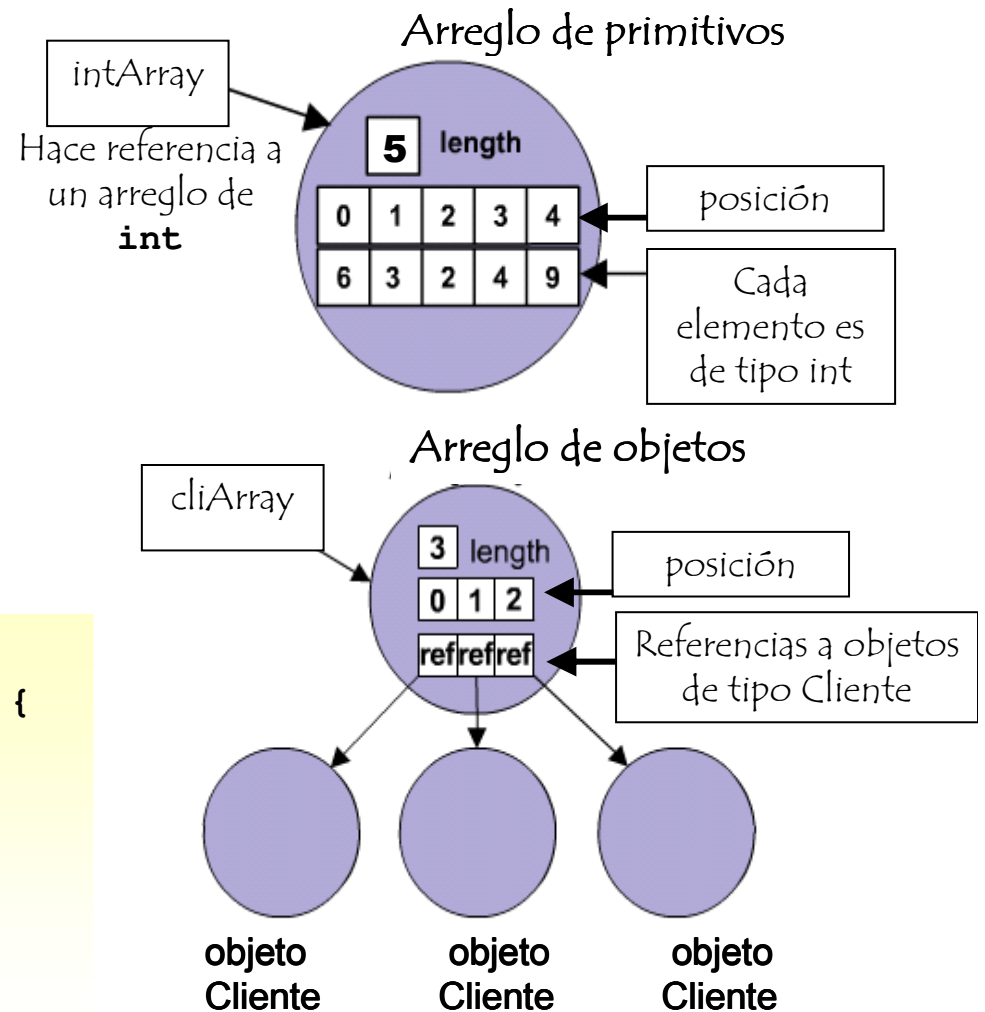 Arreglo de primitivos
intArray
Hace referencia a
un arreglo de
int
5 length
0 1 2 3 4
6 3 2 4 9
posición
Cada
elemento es
de tipo int
Arreglo de objetos
cliArray
3 length
0 1 2
ref ref ref
posición
Referencias a objetos
de tipo Cliente
{
objeto
Cliente
objeto
Cliente
objeto
Cliente